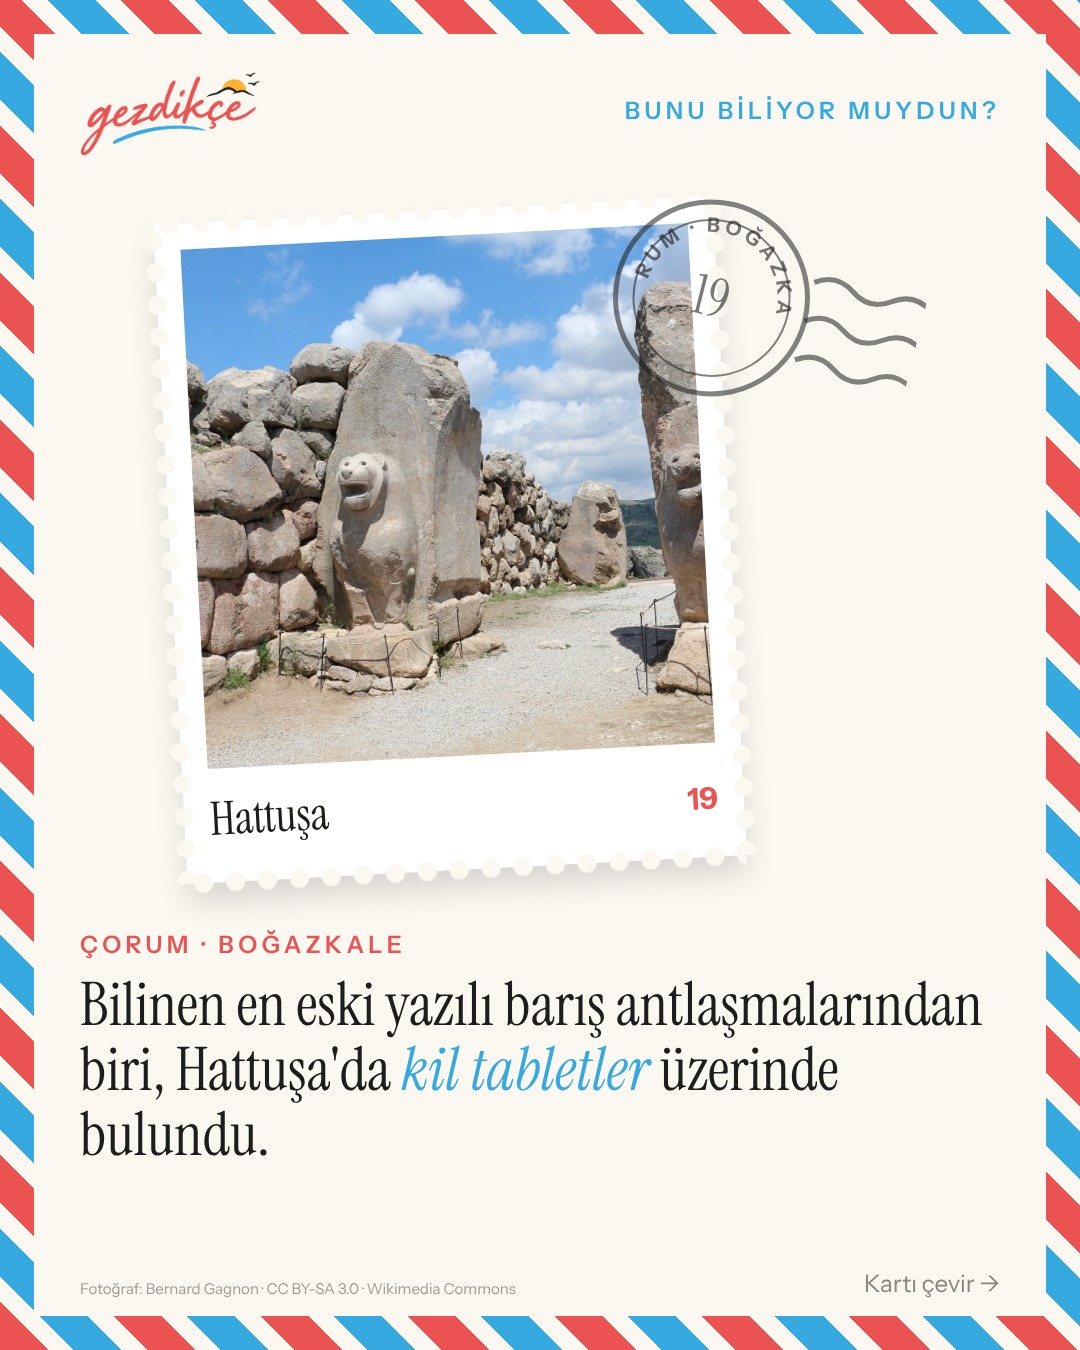 gezdikçe
BUNU BİLİYOR MUYDUN?
RUM · BOĞAZKA
19
Hattuşa
19
ÇORUM · BOĞAZKALE
Bilinen en eski yazılı barış antlaşmalarından
biri, Hattuşa'da kil tabletler üzerinde
bulundu.
Fotoğraf: Bernard Gagnon · CC BY-SA 3.0 · Wikimedia Commons
Kartı çevir →